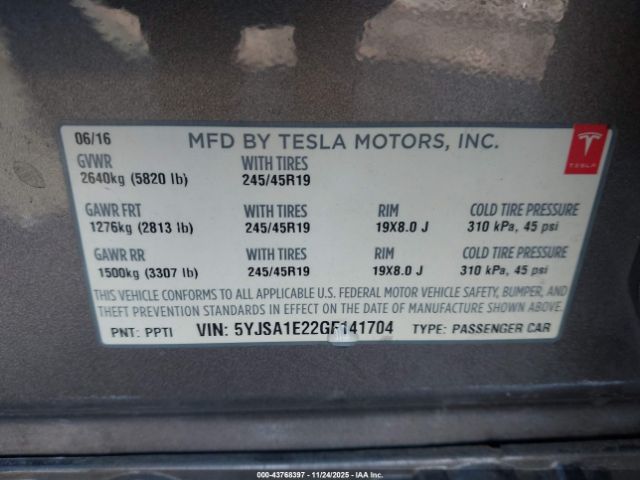 06/16 MFD BY TESLA MOTORS, INC.
GVWR WITH TIRES TESLA
2640kg (5820 lb) 245/45R19
GAWR FRT WITH TIRES RIM COLD TIRE PRESSURE
1276kg (2813 lb) 245/45R19 19X8.0 J 310 kPa, 45 psi
GAWR RR WITH TIRES RIM COLD TIRE PRESSURE
1500kg (3307 lb) 245/45R19 19X8.0 J 310 kPa, 45 psi
THIS VEHICLE CONFORMS TO ALL APPLICABLE U.S. FEDERAL MOTOR VEHICLE SAFETY, BUMPER, AND
THEFT PREVENTION STANDARDS IN EFFECT ON THE DATE OF MANUFACTURE SHOWN ABOVE.
PNT: PPTI VIN: 5YJSA1E22GF141704 TYPE: PASSENGER CAR
000-43768397 - 11/24/2025 - IAAI.COM